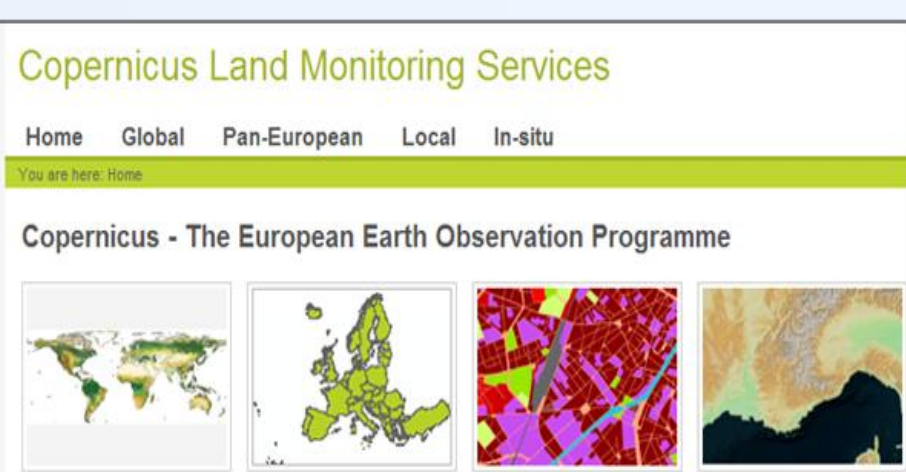 Copernicus Land Monitoring Services
Home Global Pan-European Local In-situ
You are here: Home
Copernicus - The European Earth Observation Programme